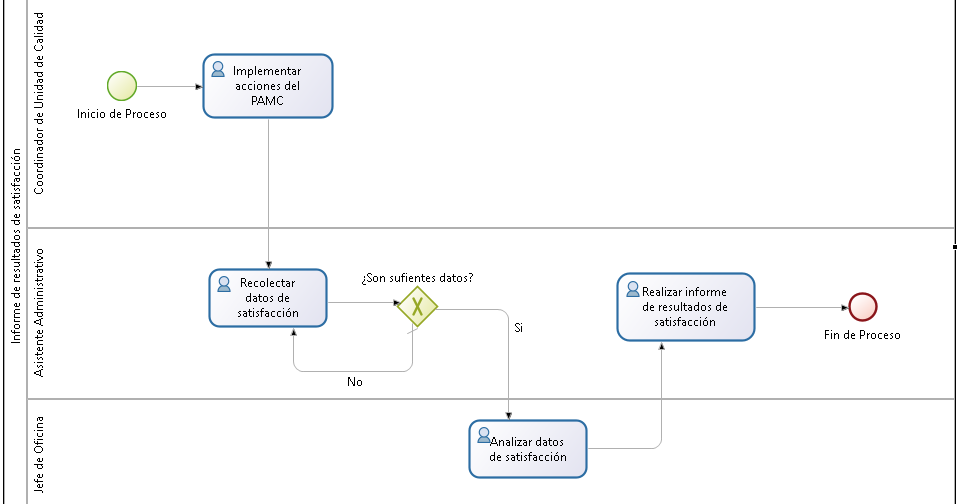 Informe de resultados de satisfacción
Coordinador de Unidad de Calidad
Inicio de Proceso
Implementar
acciones del
PAMC
Asistente Administrativo
Recolectar
datos de
satisfacción
¿Son sufientes datos?
No
Si
Realizar informe
de resultados de
satisfacción
Fin de Proceso
Jefe de Oficina
Analizar datos
de satisfacción